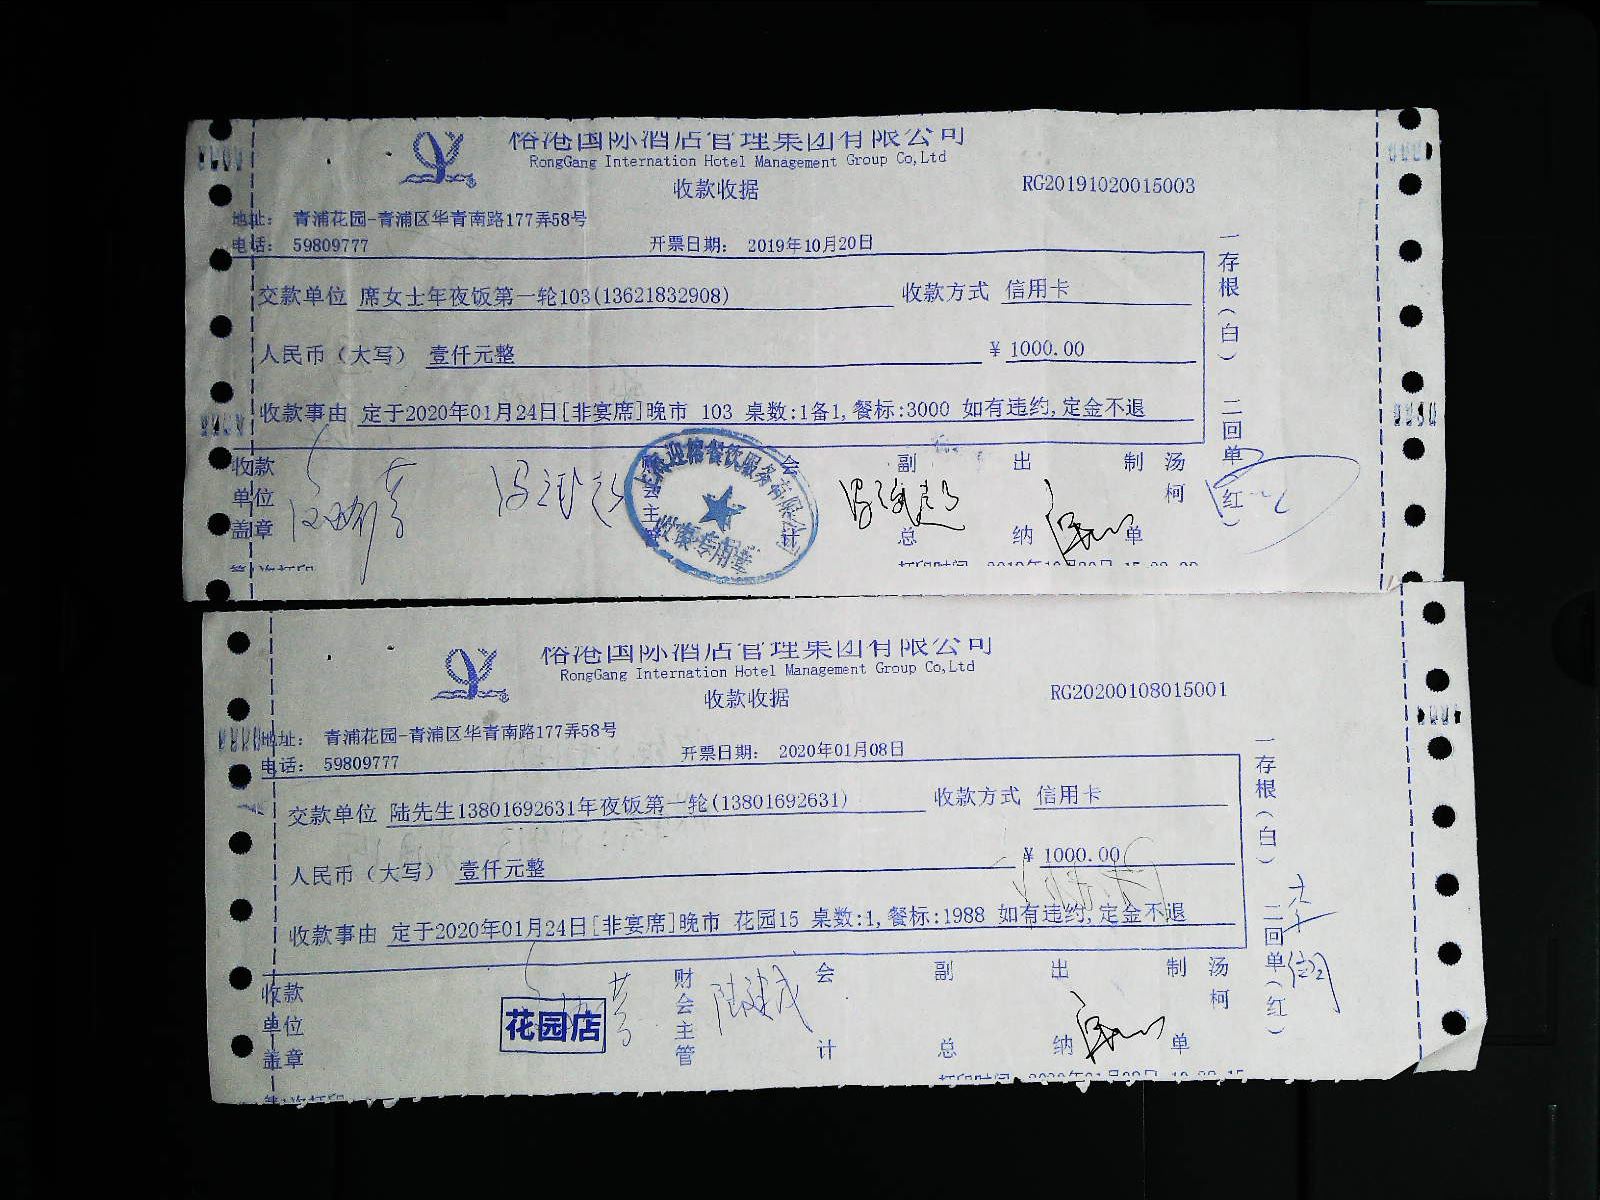 榕港国际酒店管理集团有限公司
RongGang Internation Hotel Management Group Co,Ltd
收款收据
RG20191020015003
地址： 青浦花园-青浦区华青南路177弄58号
电话： 59809777
开票日期： 2019年10月20日
交款单位 席女士年夜饭第一轮103(13621832908)
收款方式 信用卡
人民币（大写） 壹仟元整
￥ 1000.00
收款事由 定于2020年01月24日[非宴席]晚市 103 桌数:1备1,餐标:3000 如有违约,定金不退
一存根（白） 二回单（红）
收款单位盖章
会计
副总
出纳
制单
汤柯
餐饮服务有限公司
专用章
榕港国际酒店管理集团有限公司
RongGang Internation Hotel Management Group Co,Ltd
收款收据
RG20200108015001
地址： 青浦花园-青浦区华青南路177弄58号
电话： 59809777
开票日期： 2020年01月08日
交款单位 陆先生13801692631年夜饭第一轮(13801692631)
收款方式 信用卡
人民币（大写） 壹仟元整
￥ 1000.00
收款事由 定于2020年01月24日[非宴席]晚市 花园15 桌数:1,餐标:1988 如有违约,定金不退
一存根（白） 二回单（红）
收款单位盖章
花园店
财会主管
会计
副总
出纳
制单
汤柯